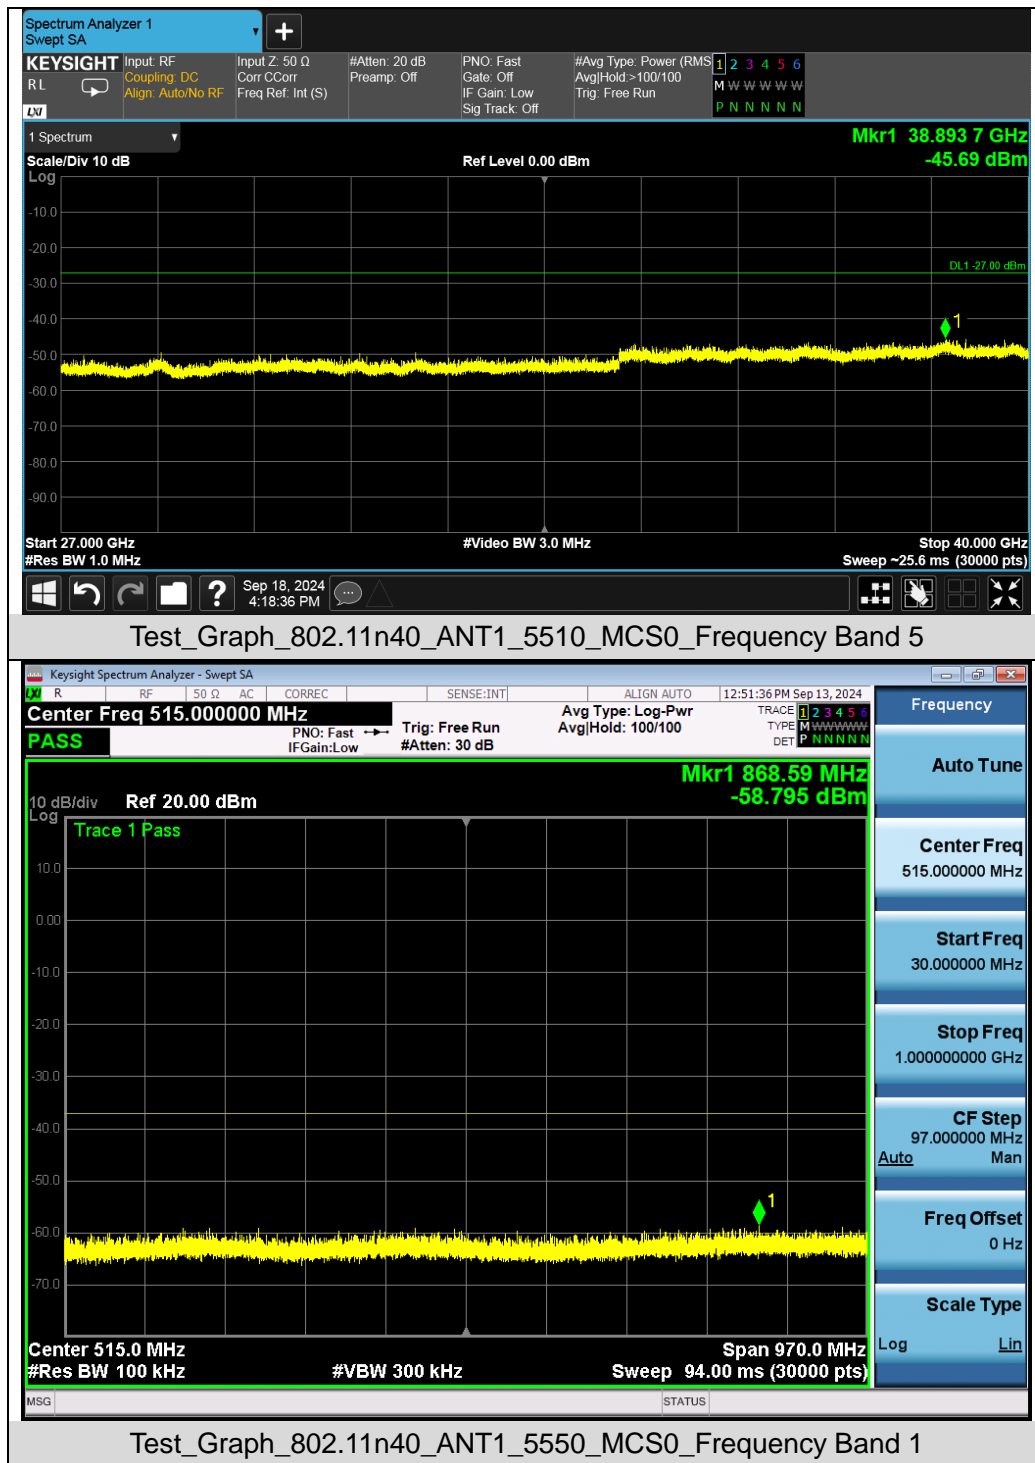 Spectrum Analyzer 1
Swept SA
+
KEYSIGHT
R L
LXI
Input: RF
Coupling: DC
Align: Auto/No RF
Input Z: 50 Ω
Corr CCorr
Freq Ref: Int (S)
#Atten: 20 dB
Preamp: Off
PNO: Fast
Gate: Off
IF Gain: Low
Sig Track: Off
#Avg Type: Power (RMS
Avg|Hold:>100/100
Trig: Free Run
1 2 3 4 5 6
M W W W W W
P N N N N N
1 Spectrum
Mkr1 38.893 7 GHz
Scale/Div 10 dB
Ref Level 0.00 dBm
-45.69 dBm
Log
-10.0
-20.0
DL1 -27.00 dBm
-30.0
-40.0
1
-50.0
-60.0
-70.0
-80.0
-90.0
Start 27.000 GHz
#Video BW 3.0 MHz
Stop 40.000 GHz
#Res BW 1.0 MHz
Sweep ~25.6 ms (30000 pts)
?
Sep 18, 2024
4:18:36 PM
Test_Graph_802.11n40_ANT1_5510_MCS0_Frequency Band 5
Keysight Spectrum Analyzer - Swept SA
LXI R RF 50 Ω AC CORREC SENSE:INT ALIGN AUTO 12:51:36 PM Sep 13, 2024
Center Freq 515.000000 MHz
PASS
PNO: Fast
IFGain:Low
Trig: Free Run
#Atten: 30 dB
Avg Type: Log-Pwr
Avg|Hold: 100/100
TRACE 1 2 3 4 5 6
TYPE M W W W W W
DET P N N N N N
Frequency
Mkr1 868.59 MHz
-58.795 dBm
10 dB/div Ref 20.00 dBm
Log
Trace 1 Pass
10.0
0.00
-10.0
-20.0
-30.0
-40.0
-50.0
1
-60.0
-70.0
Center 515.0 MHz
Span 970.0 MHz
#Res BW 100 kHz
#VBW 300 kHz
Sweep 94.00 ms (30000 pts)
MSG
STATUS
Auto Tune
Center Freq
515.000000 MHz
Start Freq
30.000000 MHz
Stop Freq
1.000000000 GHz
CF Step
97.000000 MHz
Auto Man
Freq Offset
0 Hz
Scale Type
Log Lin
Test_Graph_802.11n40_ANT1_5550_MCS0_Frequency Band 1